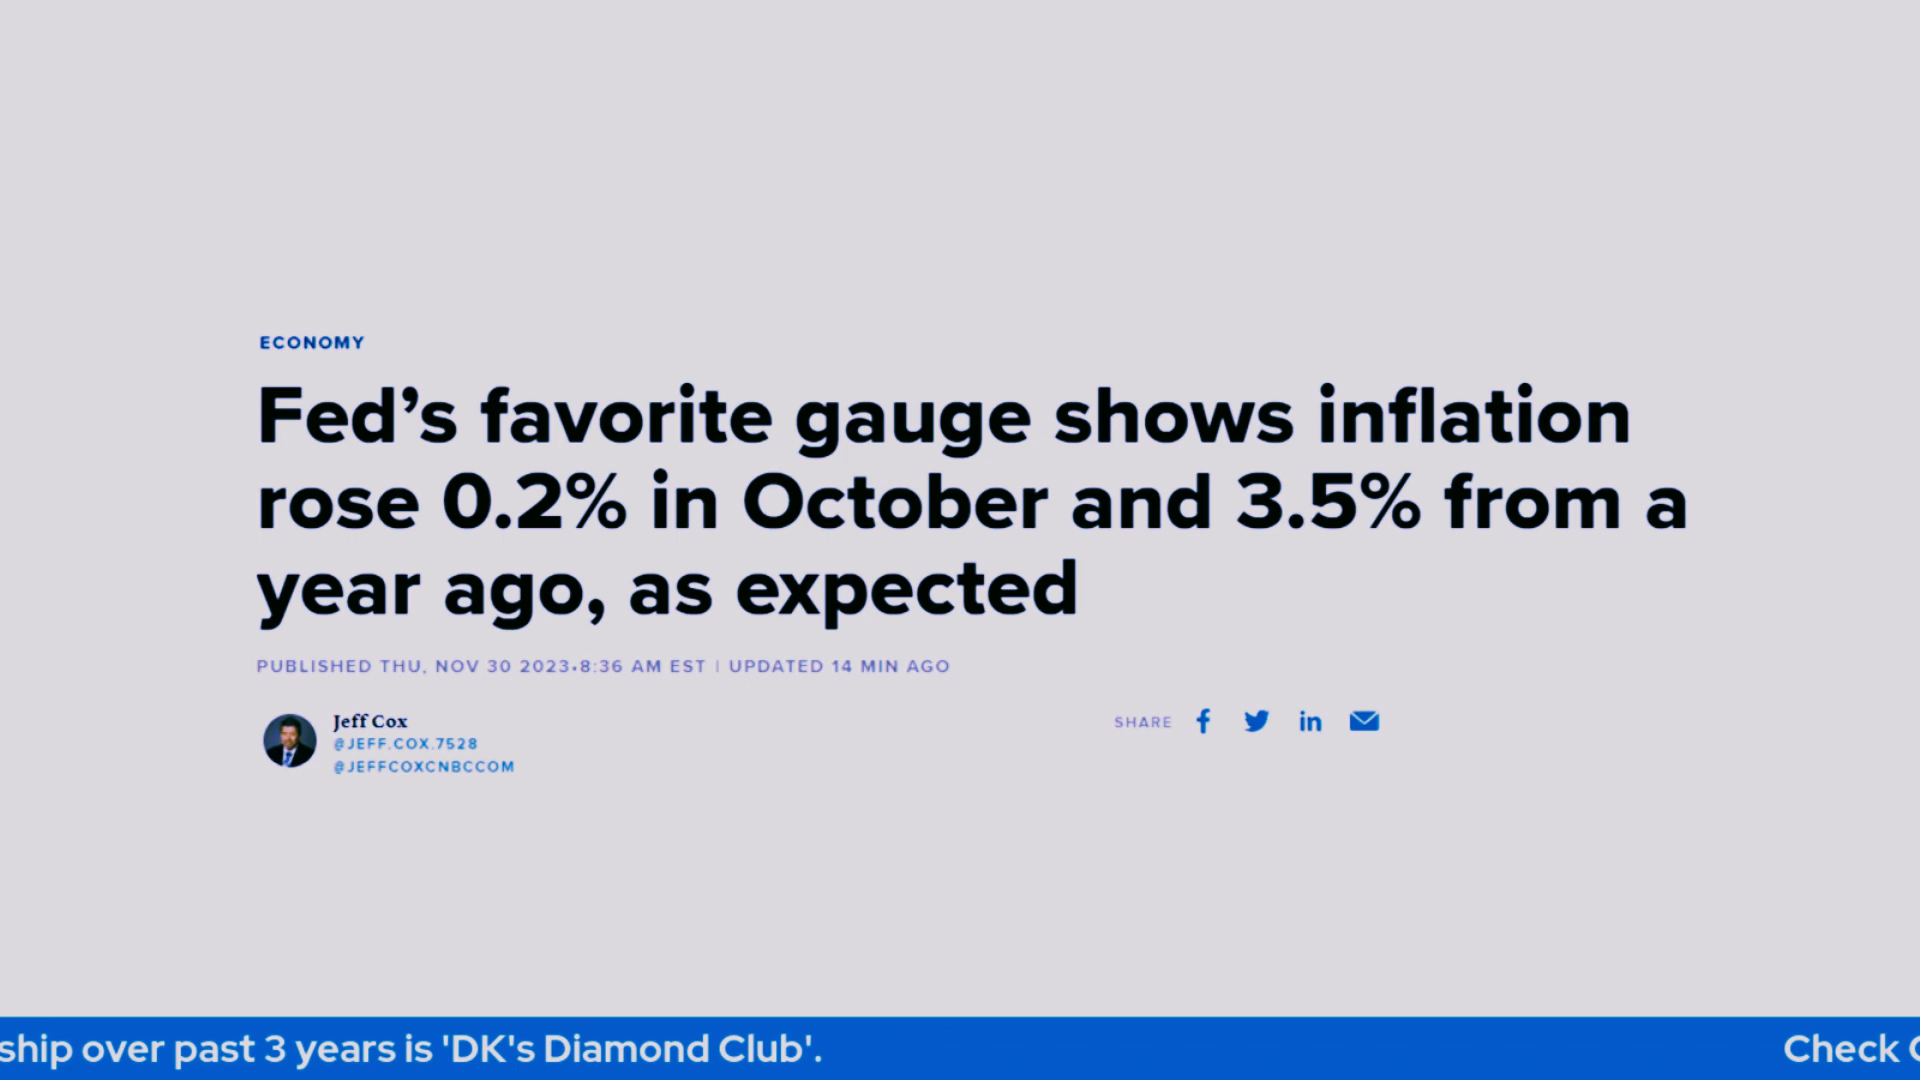 ECONOMY
Fed’s favorite gauge shows inflation
rose 0.2% in October and 3.5% from a
year ago, as expected
PUBLISHED THU, NOV 30 2023•8:36 AM EST | UPDATED 14 MIN AGO
Jeff Cox
@JEFF.COX.7528
@JEFFCOXCNBCCOM
SHARE
ship over past 3 years is 'DK's Diamond Club'.
Check